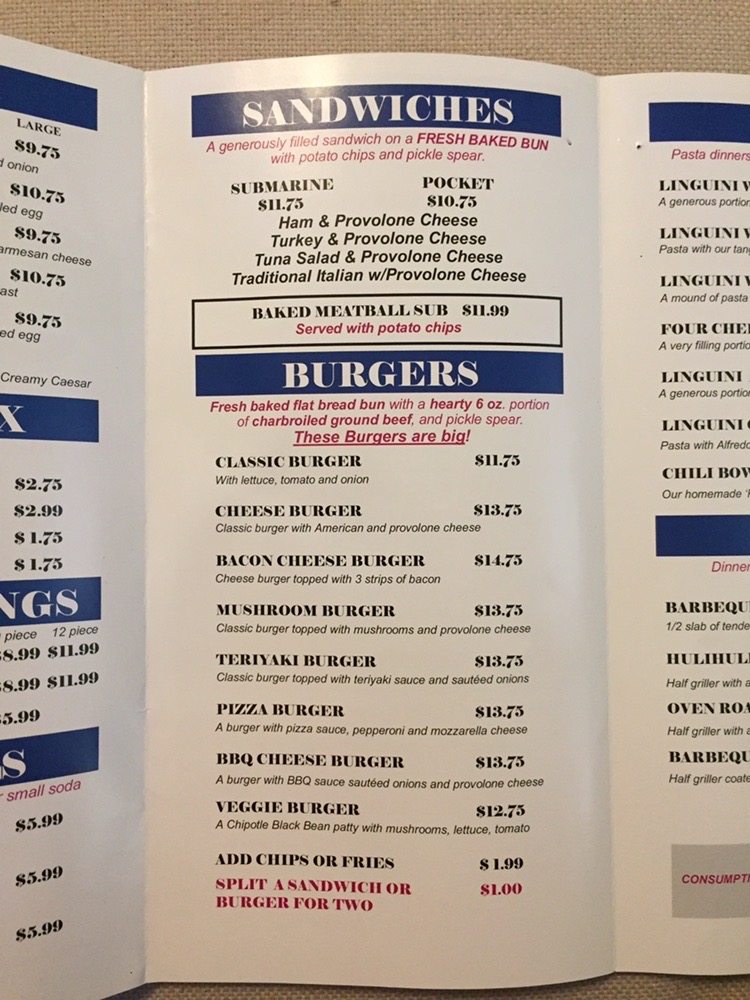 LARGE
$9.75
d onion
$10.75
led egg
$9.75
armesan cheese
$10.75
ast
$9.75
ed egg
Creamy Caesar
X
$2.75
$2.99
$ 1.75
$ 1.75
NGS
piece 12 piece
$8.99 $11.99
$8.99 $11.99
$5.99
GS
r small soda
$5.99
$5.99
$5.99
SANDWICHES
A generously filled sandwich on a FRESH BAKED BUN
with potato chips and pickle spear.
SUBMARINE POCKET
$11.75 $10.75
Ham & Provolone Cheese
Turkey & Provolone Cheese
Tuna Salad & Provolone Cheese
Traditional Italian w/Provolone Cheese
BAKED MEATBALL SUB $11.99
Served with potato chips
BURGERS
Fresh baked flat bread bun with a hearty 6 oz. portion
of charbroiled ground beef, and pickle spear.
These Burgers are big!
CLASSIC BURGER $11.75
With lettuce, tomato and onion
CHEESE BURGER $13.75
Classic burger with American and provolone cheese
BACON CHEESE BURGER $14.75
Cheese burger topped with 3 strips of bacon
MUSHROOM BURGER $13.75
Classic burger topped with mushrooms and provolone cheese
TERIYAKI BURGER $13.75
Classic burger topped with teriyaki sauce and sautéed onions
PIZZA BURGER $13.75
A burger with pizza sauce, pepperoni and mozzarella cheese
BBQ CHEESE BURGER $13.75
A burger with BBQ sauce sautéed onions and provolone cheese
VEGGIE BURGER $12.75
A Chipotle Black Bean patty with mushrooms, lettuce, tomato
ADD CHIPS OR FRIES $ 1.99
SPLIT A SANDWICH OR $1.00
BURGER FOR TWO
Pasta dinners
LINGUINI W
A generous portion
LINGUINI W
Pasta with our tang
LINGUINI W
A mound of pasta
FOUR CHEE
A very filling portio
LINGUINI
A generous portion
LINGUINI
Pasta with Alfredo
CHILI BOW
Our homemade
Dinner
BARBEQU
1/2 slab of tende
HULIHULI
Half griller with a
OVEN ROA
Half griller with a
BARBEQU
Half griller coate
CONSUMPTI